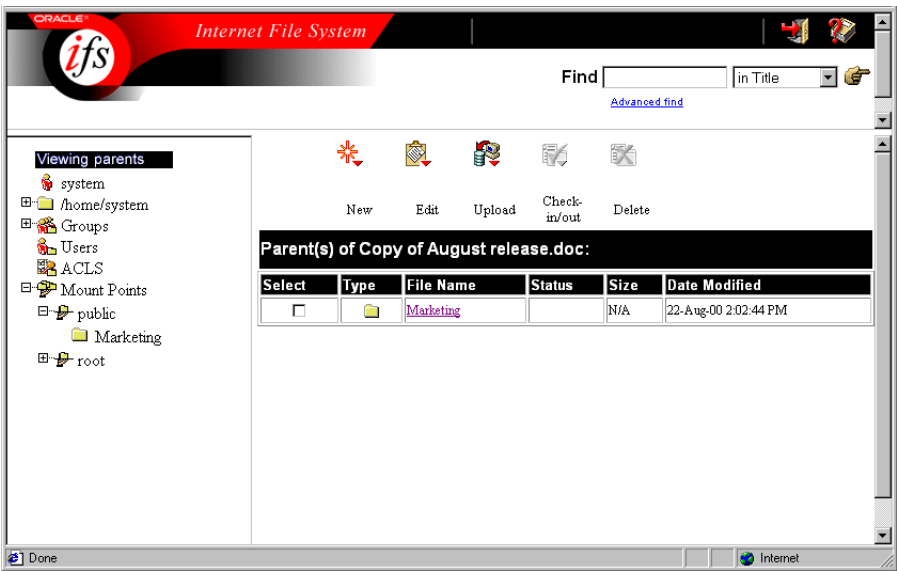 ORACLE
ifs
Internet File System
Find
in Title
Advanced find
Viewing parents
system
/home/system
Groups
Users
ACLS
Mount Points
public
Marketing
root
New Edit Upload Check-in/out Delete
Parent(s) of Copy of August release.doc:
Select Type File Name Status Size Date Modified
Marketing N/A 22-Aug-00 2:02:44 PM
Done Internet